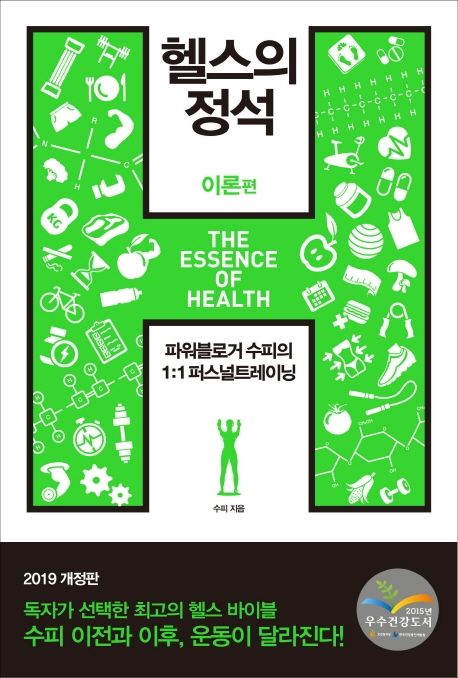 헬스의
정석
이론편
THE
ESSENCE
OF
HEALTH
파워블로거 수피의
1:1 퍼스널트레이닝
수피 지음
2019 개정판
독자가 선택한 최고의 헬스 바이블
수피 이전과 이후, 운동이 달라진다!
2015년
우수건강도서
KG